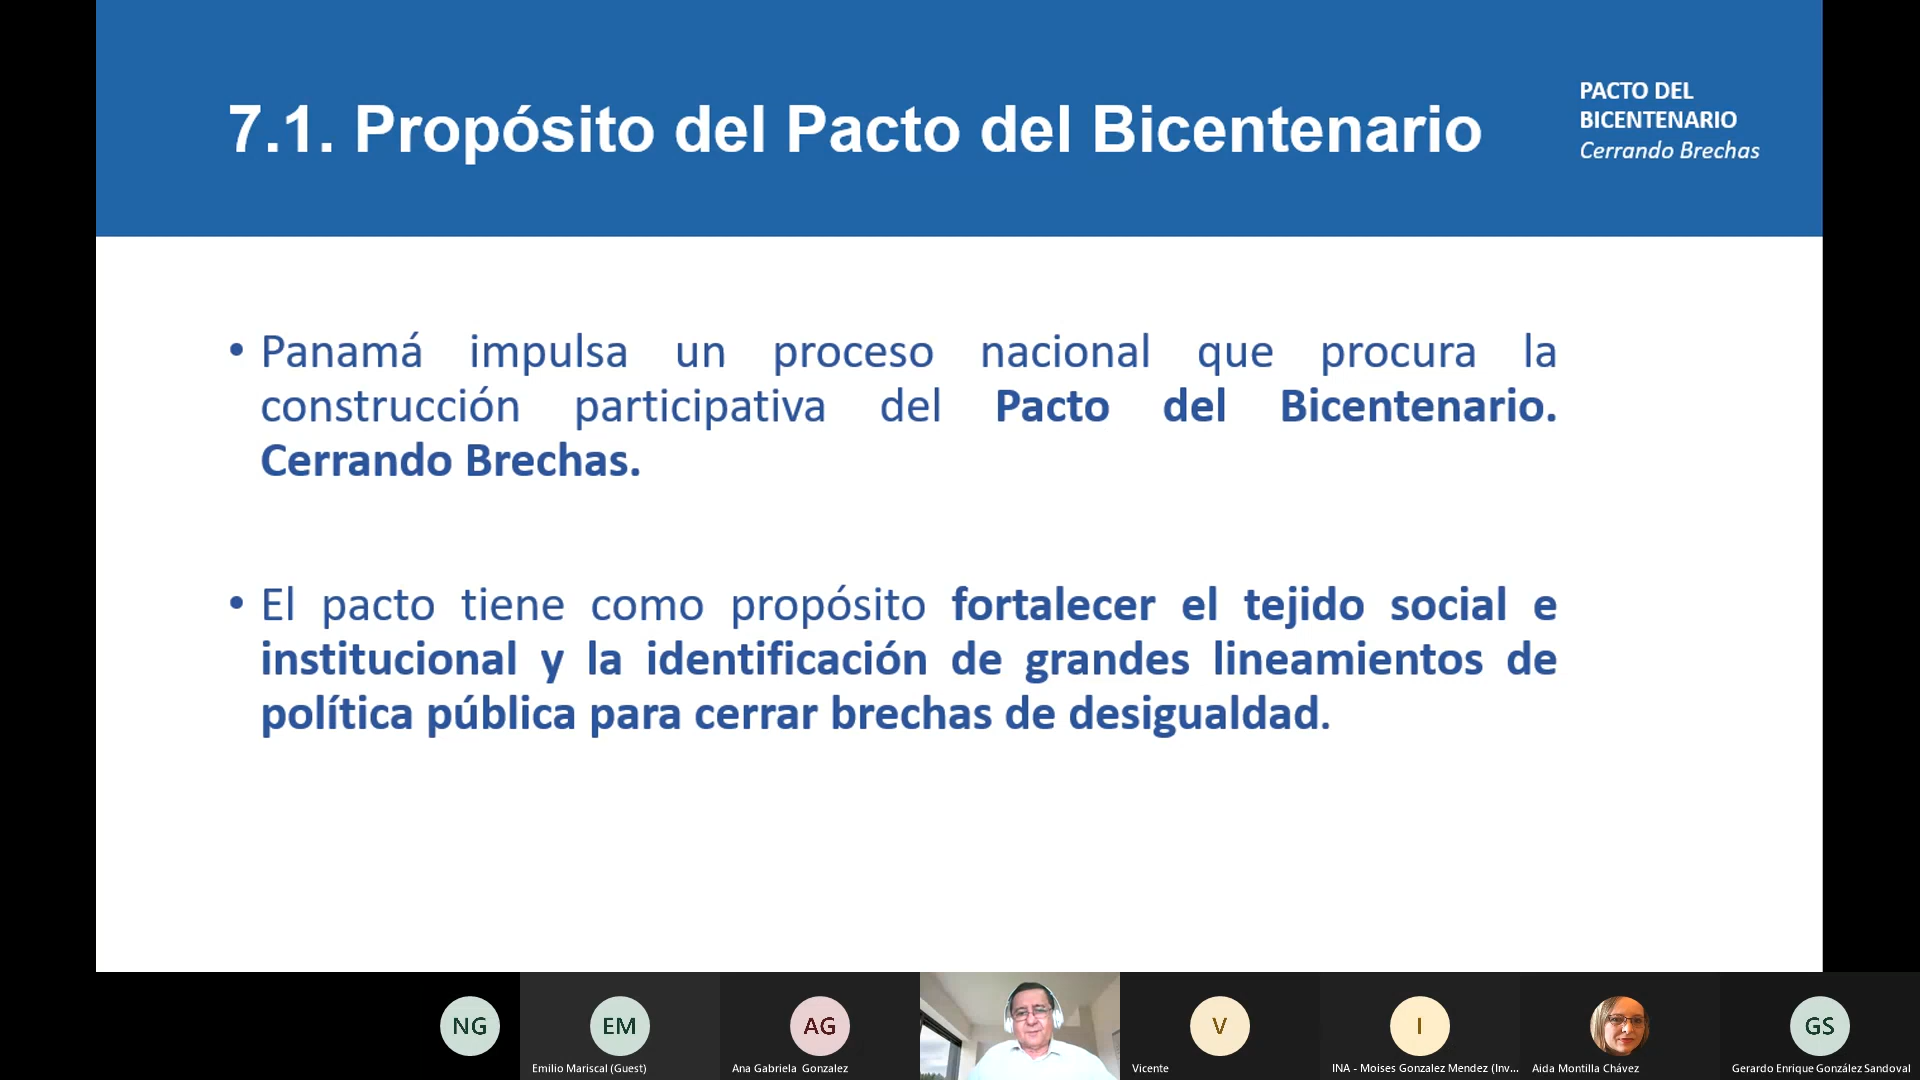 7.1. Propósito del Pacto del Bicentenario
PACTO DEL
BICENTENARIO
Cerrando Brechas
• Panamá impulsa un proceso nacional que procura la
construcción participativa del Pacto del Bicentenario.
Cerrando Brechas.
• El pacto tiene como propósito fortalecer el tejido social e
institucional y la identificación de grandes lineamientos de
política pública para cerrar brechas de desigualdad.
NG
EM
AG
V
I
GS
Emilio Mariscal (Guest)
Ana Gabriela Gonzalez
Vicente
INA - Moises Gonzalez Mendez (Inv...
Aida Montilla Chávez
Gerardo Enrique González Sandoval